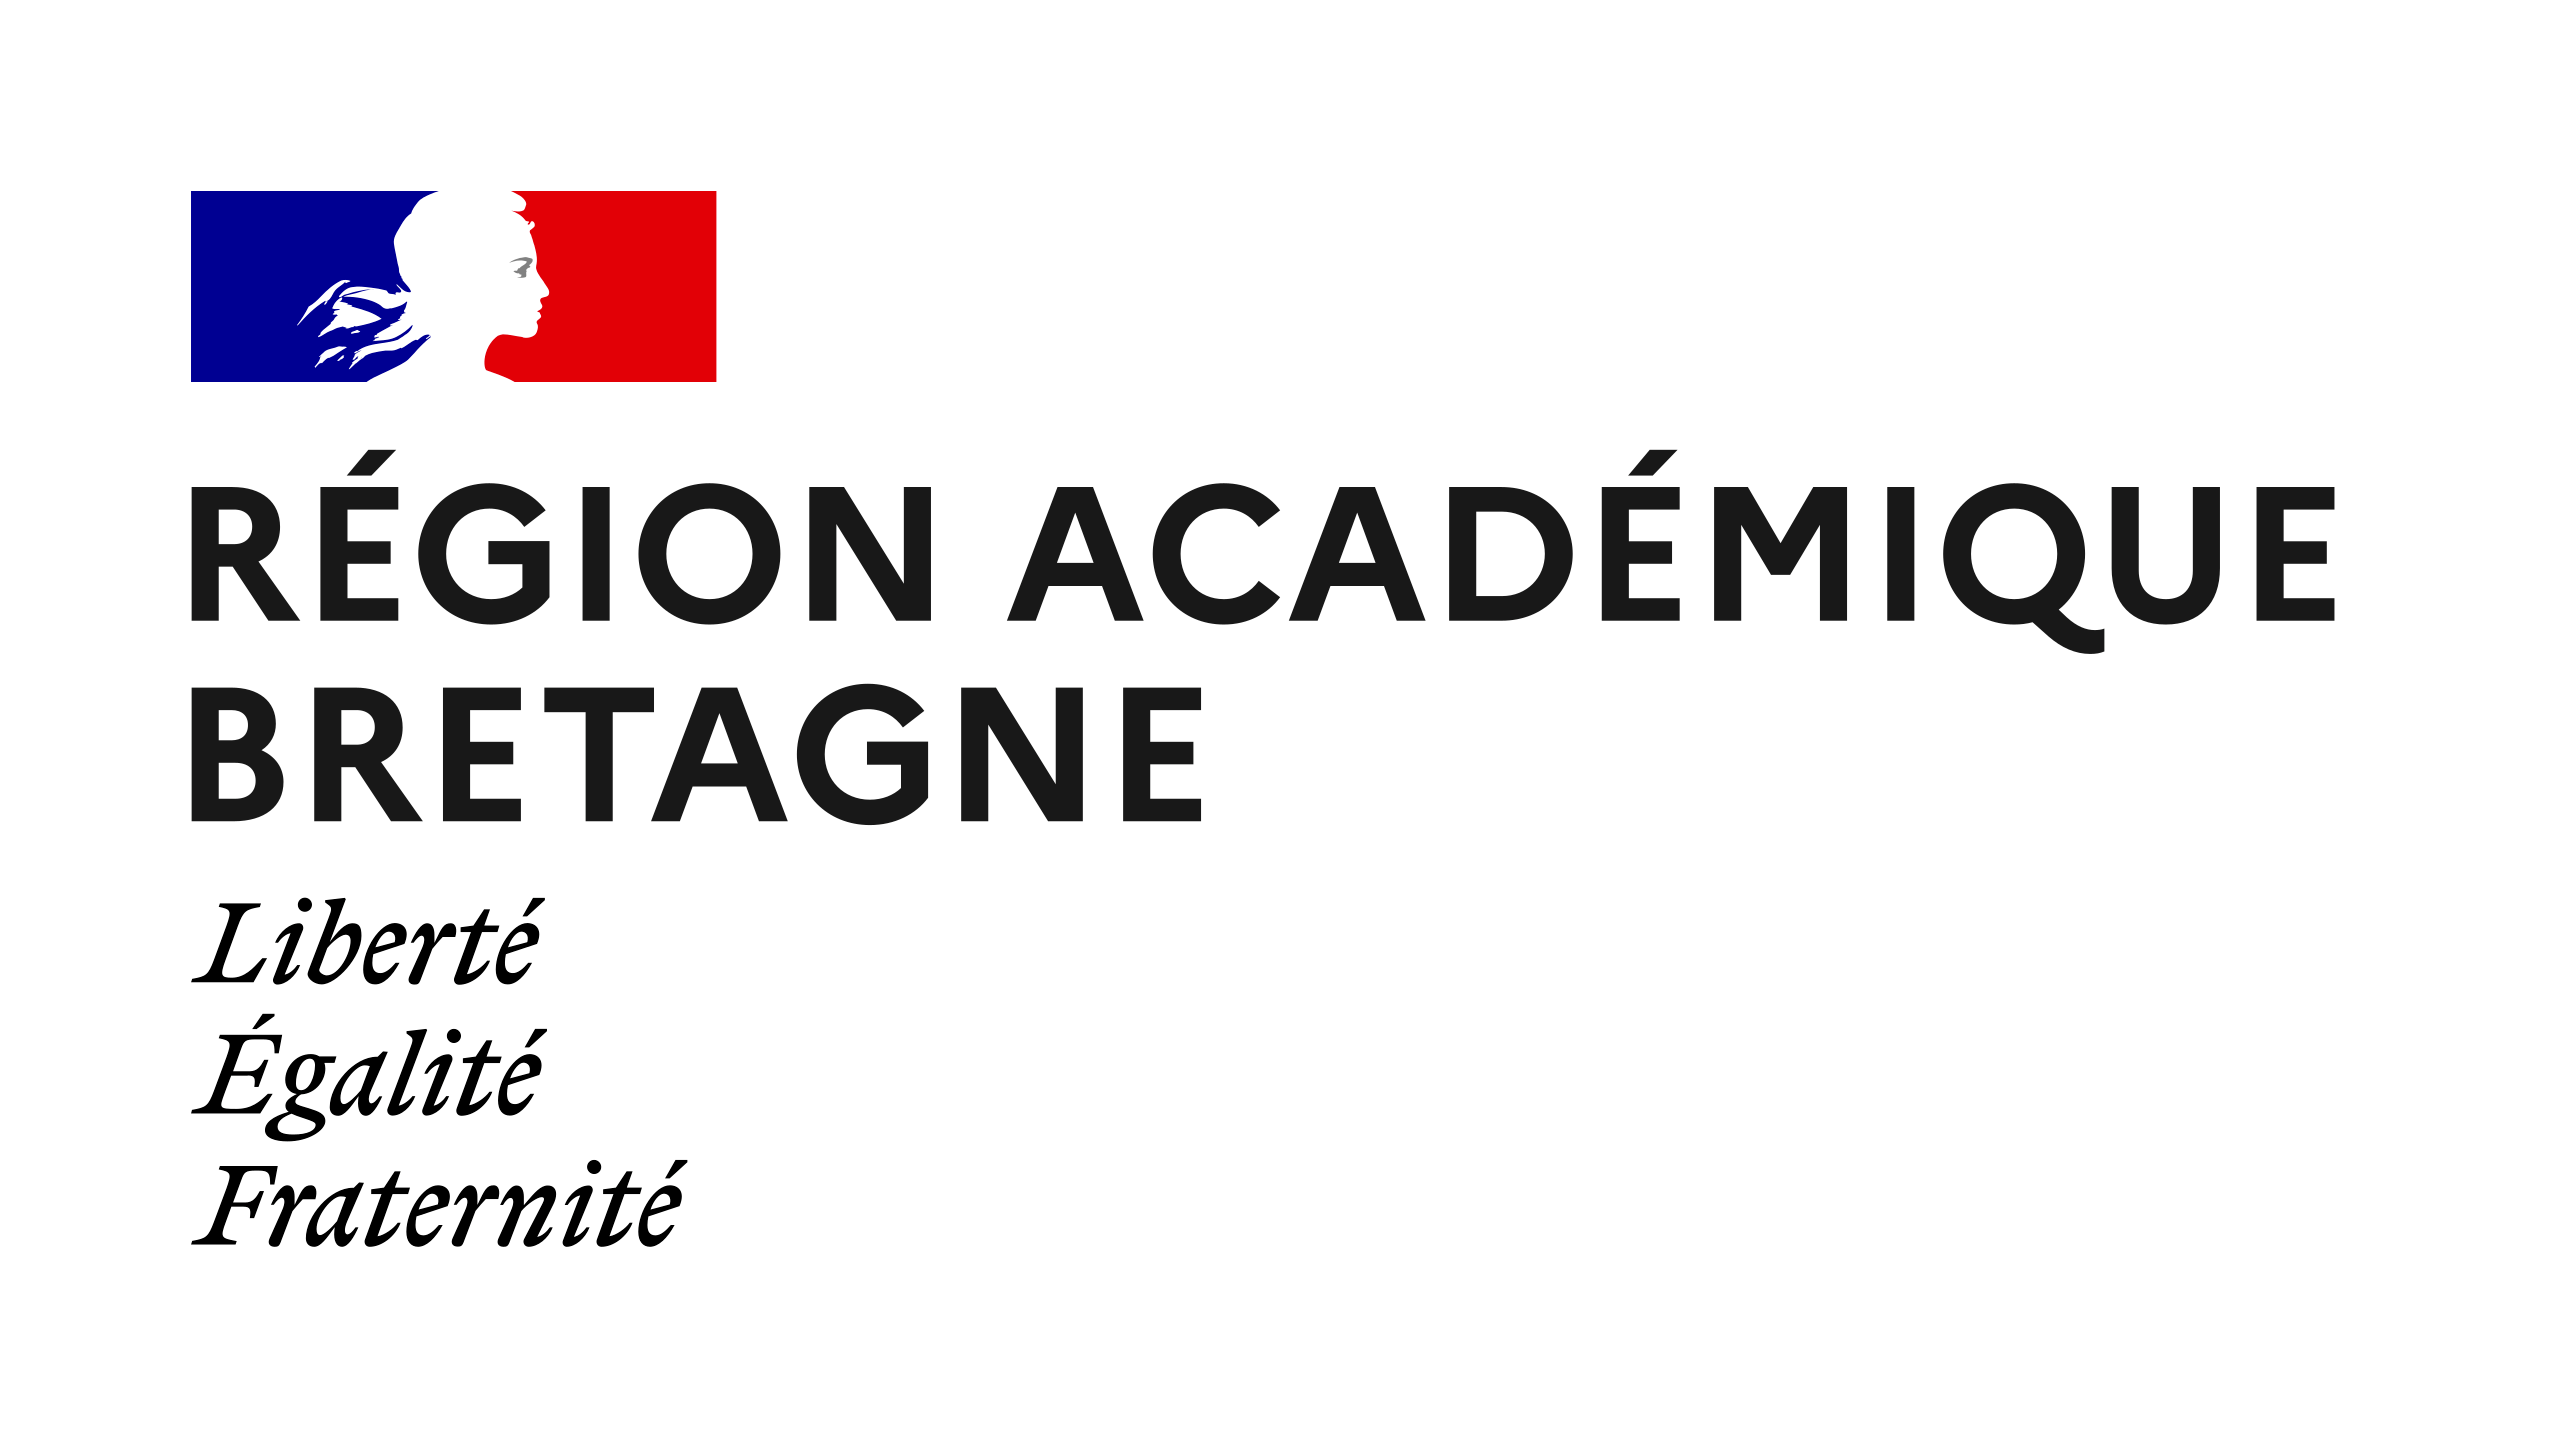 RÉGION ACADÉMIQUE
BRETAGNE
Liberté
Égalité
Fraternité